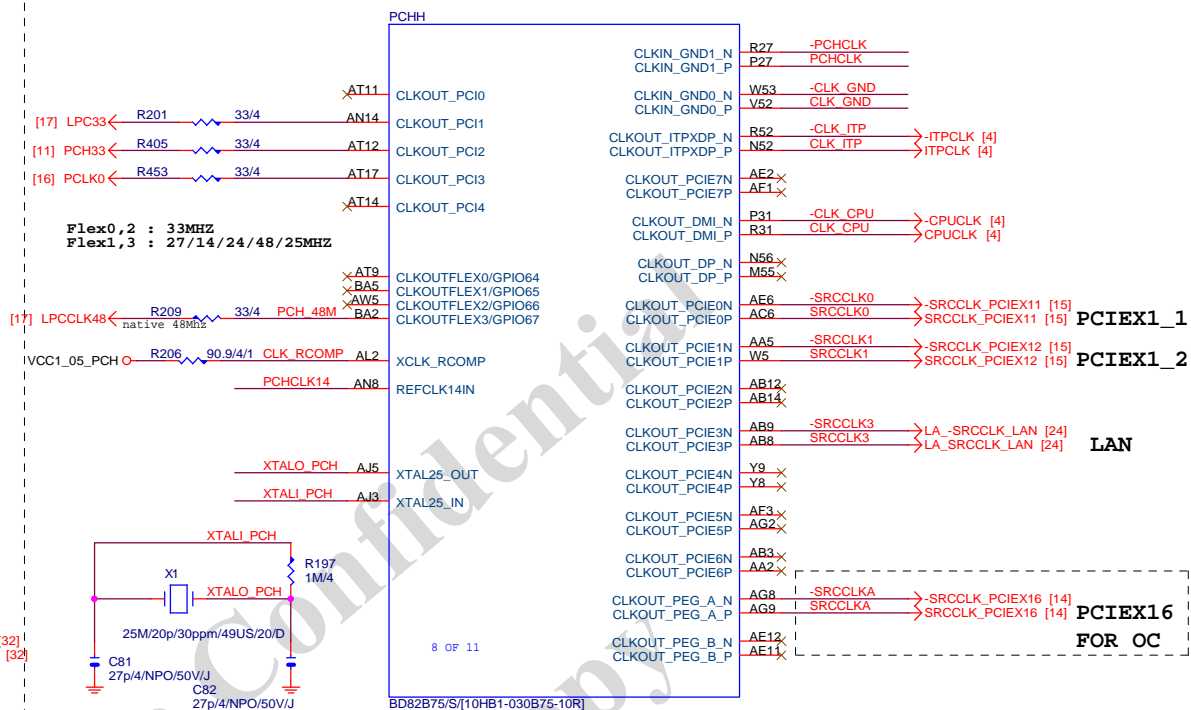 PCHH
AT11 CLKOUT_PCI0
[17] LPC33 R201 33/4 AN14 CLKOUT_PCI1
[11] PCH33 R405 33/4 AT12 CLKOUT_PCI2
[16] PCLK0 R453 33/4 AT17 CLKOUT_PCI3
AT14 CLKOUT_PCI4
Flex0,2 : 33MHZ
Flex1,3 : 27/14/24/48/25MHZ
AT9 CLKOUTFLEX0/GPIO64
BA5 CLKOUTFLEX1/GPIO65
AW5 CLKOUTFLEX2/GPIO66
[17] LPCCLK48 R209 33/4 PCH_48M BA2 CLKOUTFLEX3/GPIO67
native 48Mhz
VCC1_05_PCH R206 90.9/4/1 CLK_RCOMP AL2 XCLK_RCOMP
PCHCLK14 AN8 REFCLK14IN
XTALO_PCH AJ5 XTAL25_OUT
XTALI_PCH AJ3 XTAL25_IN
XTALI_PCH
R197
1M/4
X1
XTALO_PCH
25M/20p/30ppm/49US/20/D
C81
27p/4/NPO/50V/J
C82
27p/4/NPO/50V/J
[32]
[32]
CLKIN_GND1_N R27 -PCHCLK
CLKIN_GND1_P P27 PCHCLK
CLKIN_GND0_N W53 -CLK_GND
CLKIN_GND0_P V52 CLK_GND
CLKOUT_ITPXDP_N R52 -CLK_ITP -ITPCLK [4]
CLKOUT_ITPXDP_P N52 CLK_ITP ITPCLK [4]
CLKOUT_PCIE7N AE2
CLKOUT_PCIE7P AF1
CLKOUT_DMI_N P31 -CLK_CPU -CPUCLK [4]
CLKOUT_DMI_P R31 CLK_CPU CPUCLK [4]
CLKOUT_DP_N N56
CLKOUT_DP_P M55
CLKOUT_PCIE0N AE6 -SRCCLK0 -SRCCLK_PCIEX11 [15]
CLKOUT_PCIE0P AC6 SRCCLK0 SRCCLK_PCIEX11 [15] PCIEX1_1
CLKOUT_PCIE1N AA5 -SRCCLK1 -SRCCLK_PCIEX12 [15]
CLKOUT_PCIE1P W5 SRCCLK1 SRCCLK_PCIEX12 [15] PCIEX1_2
CLKOUT_PCIE2N AB12
CLKOUT_PCIE2P AB14
CLKOUT_PCIE3N AB9 -SRCCLK3 LA_-SRCCLK_LAN [24]
CLKOUT_PCIE3P AB8 SRCCLK3 LA_SRCCLK_LAN [24] LAN
CLKOUT_PCIE4N Y9
CLKOUT_PCIE4P Y8
CLKOUT_PCIE5N AF3
CLKOUT_PCIE5P AG2
CLKOUT_PCIE6N AB3
CLKOUT_PCIE6P AA2
CLKOUT_PEG_A_N AG8 -SRCCLKA -SRCCLK_PCIEX16 [14]
CLKOUT_PEG_A_P AG9 SRCCLKA SRCCLK_PCIEX16 [14] PCIEX16
FOR OC
CLKOUT_PEG_B_N AE12
CLKOUT_PEG_B_P AE11
8 OF 11
BD82B75/S/[10HB1-030B75-10R]
Confidential